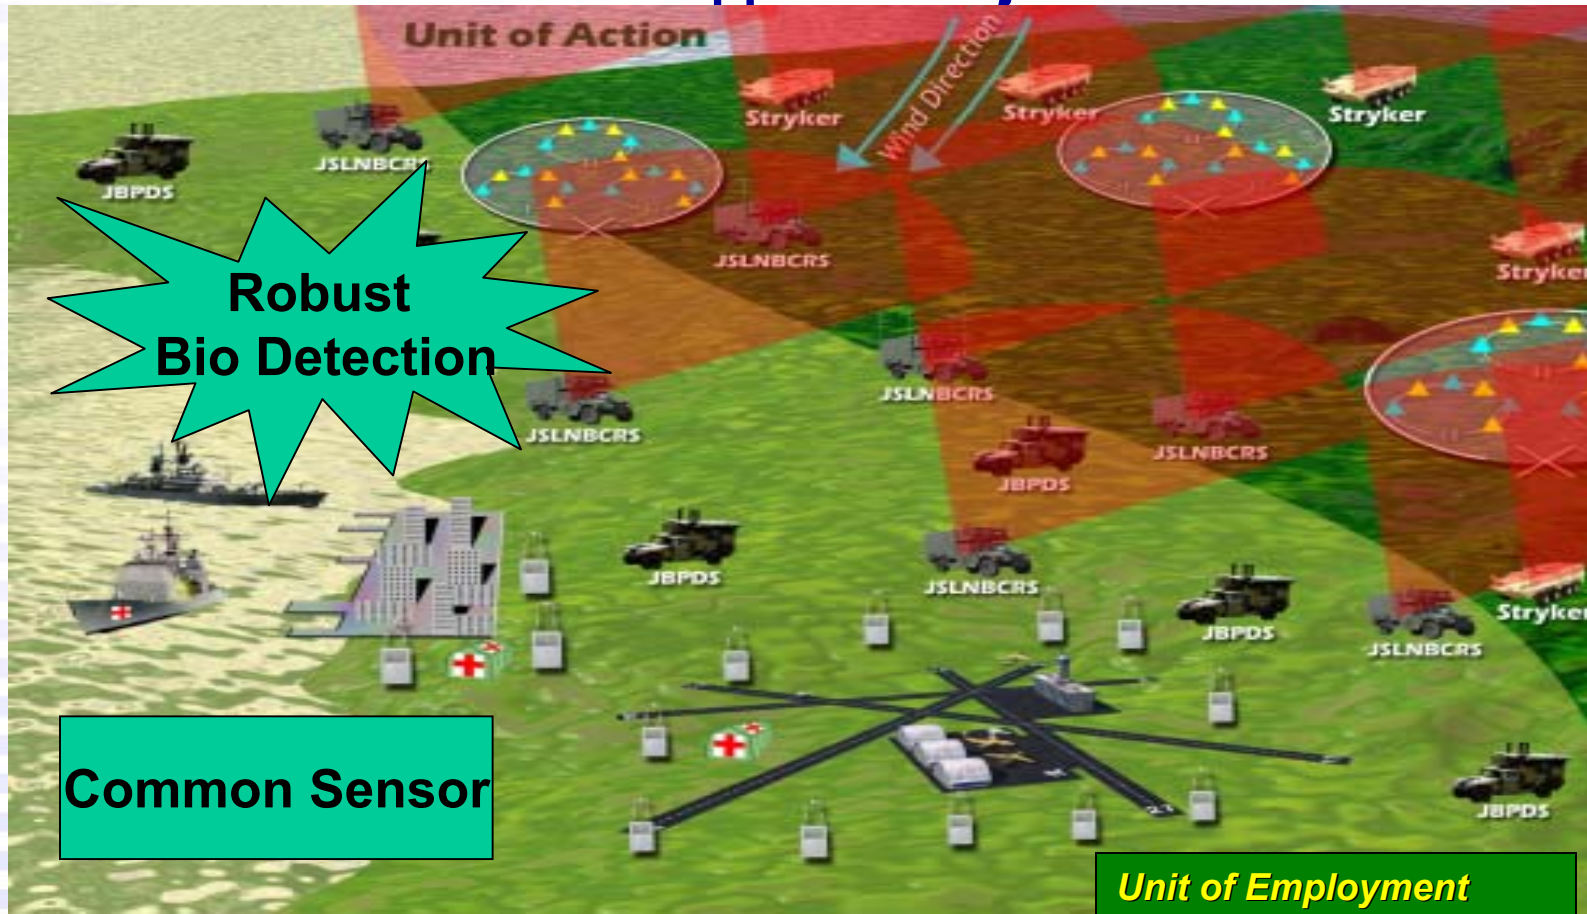 Unit of Action
Wind Direction
Stryker
Stryker
Stryker
JSLNBCRS
JBPDS
JSLNBCRS
Stryker
Robust
Bio Detection
JSLNBCRS
JSLNBCRS
JSLNBCRS
JBPDS
JBPDS
JSLNBCRS
Stryker
JBPDS
JSLNBCRS
Common Sensor
27
JBPDS
Unit of Employment